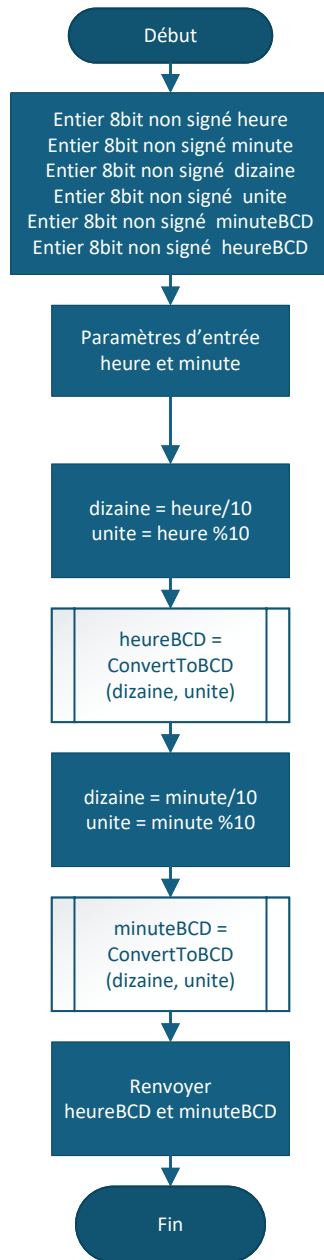 Début
Entier 8bit non signé heure
Entier 8bit non signé minute
Entier 8bit non signé  dizaine
Entier 8bit non signé  unite
Entier 8bit non signé  minuteBCD
Entier 8bit non signé  heureBCD
Paramètres d’entrée
heure et minute
dizaine = heure/10
unite = heure %10
heureBCD =
ConvertToBCD
(dizaine, unite)
dizaine = minute/10
unite = minute %10
minuteBCD =
ConvertToBCD
(dizaine, unite)
Renvoyer
heureBCD et minuteBCD
Fin